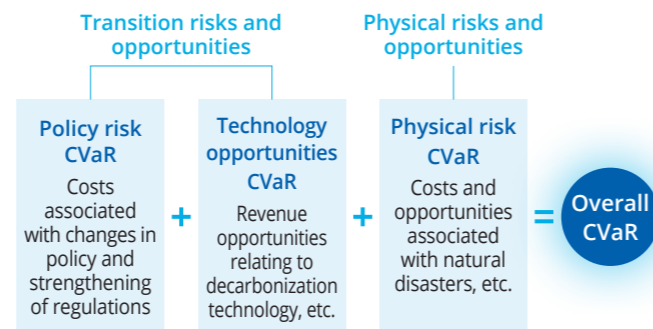 Transition risks and
opportunities
Physical risks and
opportunities
Policy risk
CVaR
Costs
associated
with changes in
policy and
strengthening
of regulations
+
Technology
opportunities
CVaR
Revenue
opportunities
relating to
decarbonization
technology, etc.
+
Physical risk
CVaR
Costs and
opportunities
associated
with natural
disasters, etc.
=
Overall
CVaR